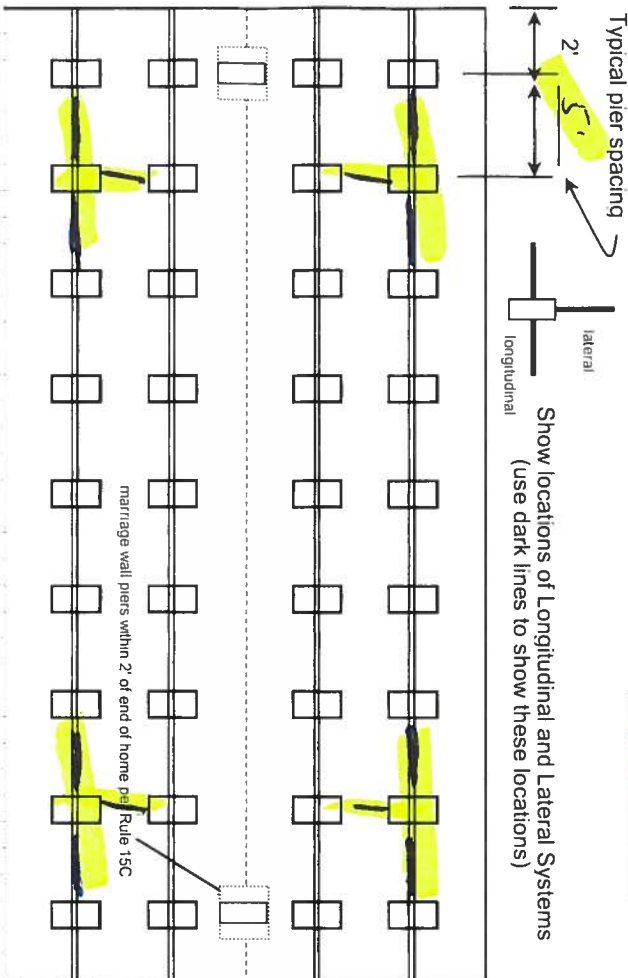 Typical pier spacing
2'
5'
lateral
longitudinal
Show locations of Longitudinal and Lateral Systems
(use dark lines to show these locations)
marriage wall piers within 2' of end of home per Rule 15C